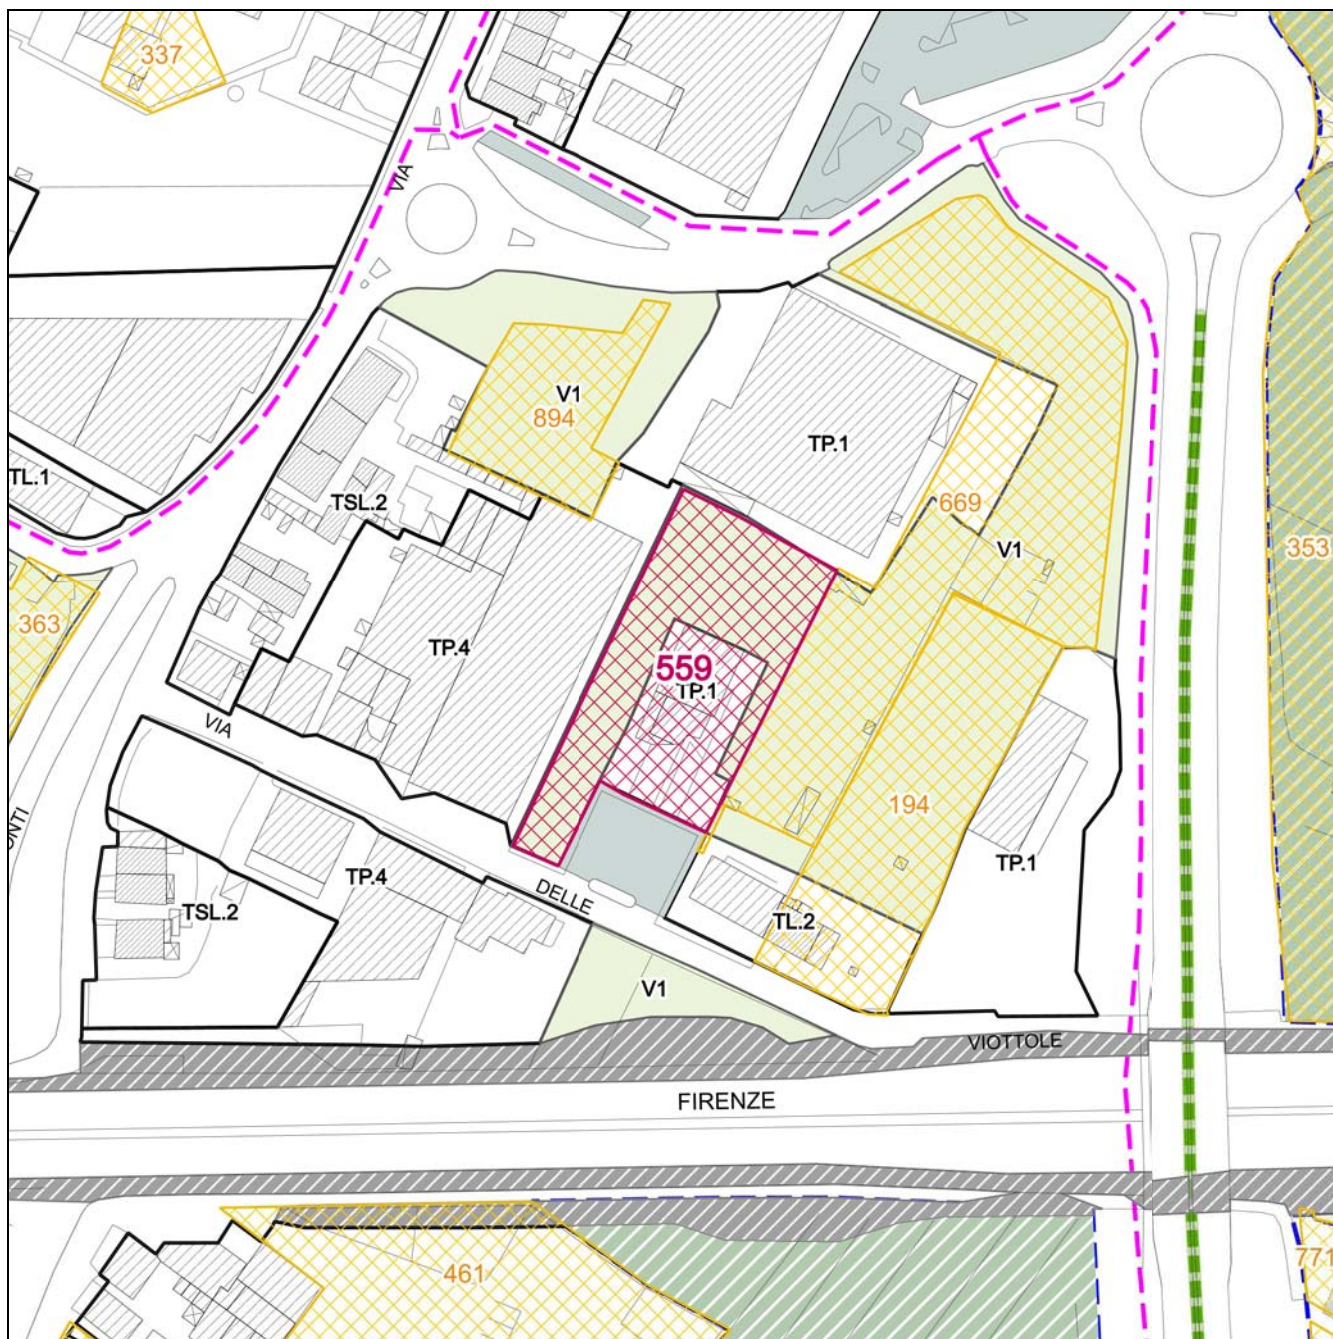 337
VIA
V1
894
TP.1
TL.1
TSL.2
669
V1
353
363
TP.4
559
TP.1
VIA
194
ONTI
TP.1
TP.4
DELLE
TSL.2
TL.2
V1
VIOTTOLE
FIRENZE
461
771